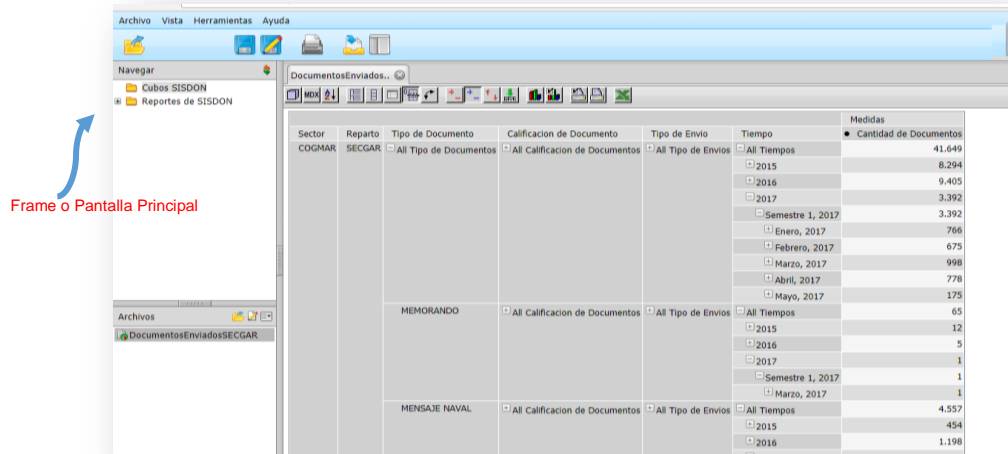 Archivo Vista Herramientas Ayuda
Navegar
Cubos SISDON
Reportes de SISDON
Frame o Pantalla Principal
Archivos
DocumentosEnviadosSECGAR
DocumentosEnviados..
MDX
Medidas
Sector Reparto Tipo de Documento Calificacion de Documento Tipo de Envio Tiempo Cantidad de Documentos
COGMAR SECGAR All Tipo de Documentos All Calificacion de Documentos All Tipo de Envios All Tiempos 41.649
2015 8.294
2016 9.405
2017 3.392
Semestre 1, 2017 3.392
Enero, 2017 766
Febrero, 2017 675
Marzo, 2017 998
Abril, 2017 778
Mayo, 2017 175
MEMORANDO All Calificacion de Documentos All Tipo de Envios All Tiempos 65
2015 12
2016 5
2017 1
Semestre 1, 2017 1
Marzo, 2017 1
MENSAJE NAVAL All Calificacion de Documentos All Tipo de Envios All Tiempos 4.557
2015 454
2016 1.198